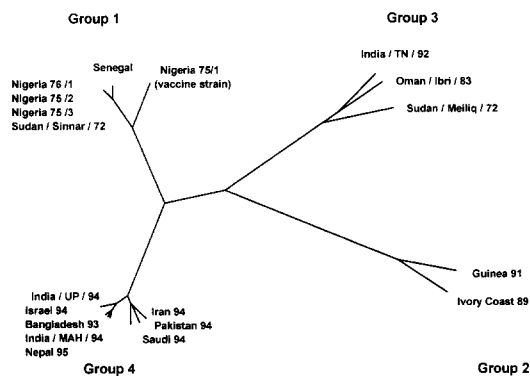 Group 1
Senegal
Nigeria 76 /1
Nigeria 75 /2
Nigeria 75 /3
Sudan / Sinnar / 72
Nigeria 75/1
(vaccine strain)
Group 3
India / TN / 92
Oman / Ibri / 83
Sudan / Meiliq / 72
Guinea 91
Ivory Coast 89
Group 2
India / UP / 94
Israel 94
Bangladesh 93
India / MAH / 94
Nepal 95
Iran 94
Pakistan 94
Saudi 94
Group 4